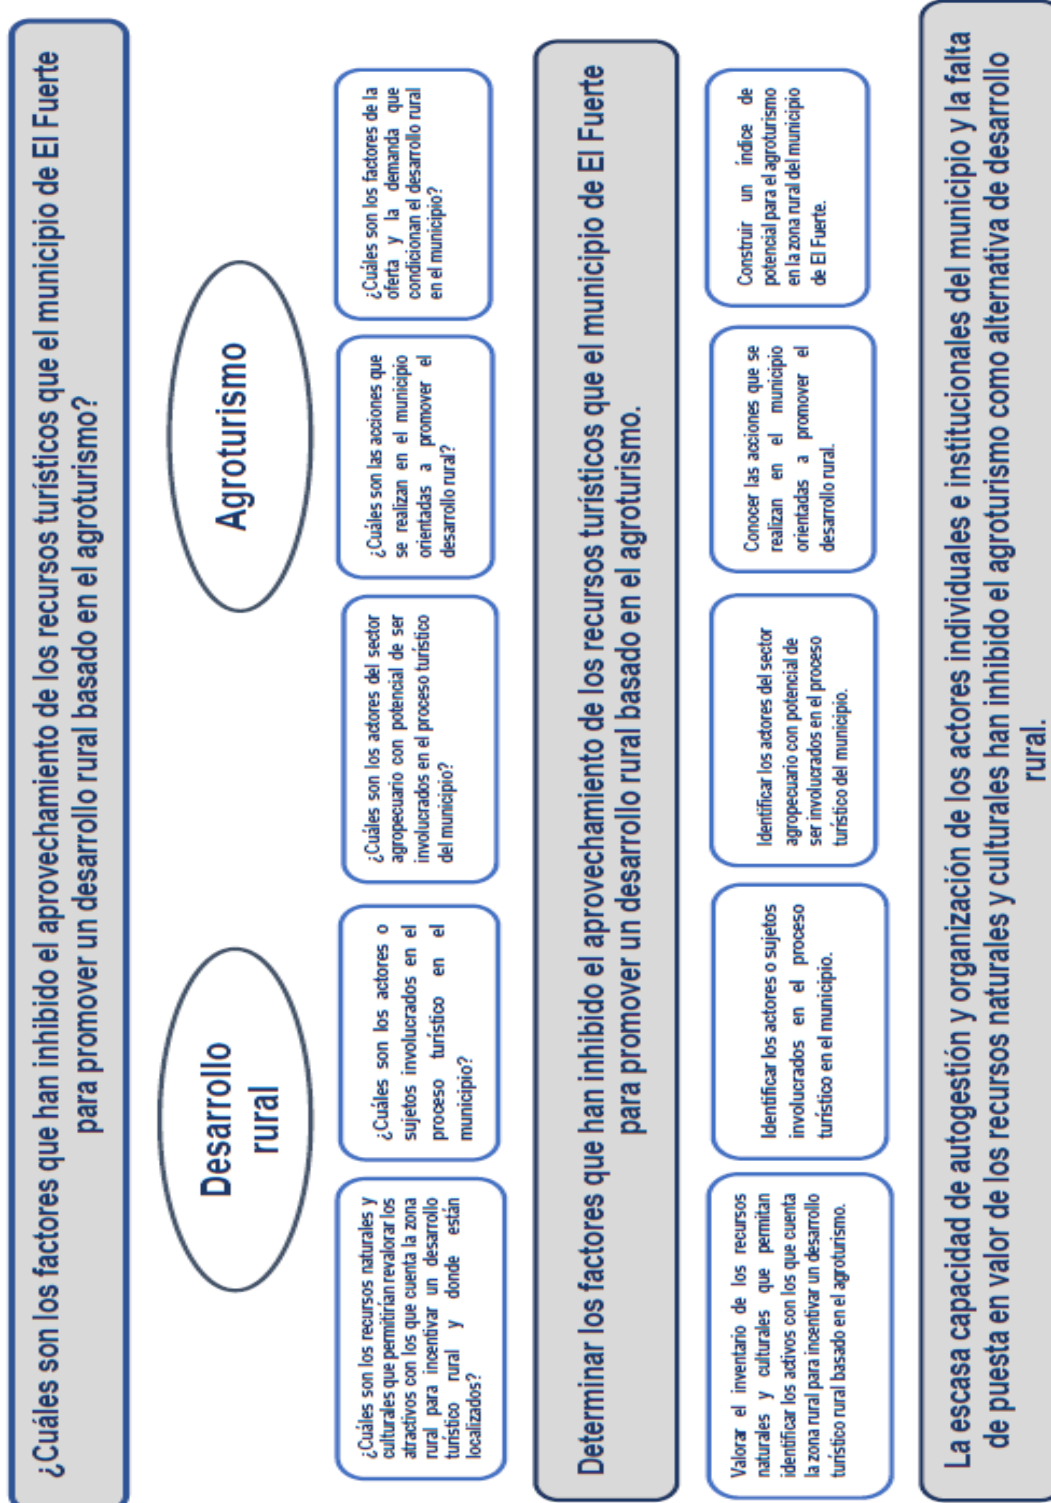 ¿Cuáles son los factores que han inhibido el aprovechamiento de los recursos turísticos que el municipio de El Fuerte
para promover un desarrollo rural basado en el agroturismo?
Desarrollo
rural
Agroturismo
¿Cuáles son los recursos naturales y
culturales que permitirían revalorar los
atractivos con los que cuenta la zona
rural para incentivar un desarrollo
turístico rural y donde están
localizados?
¿Cuáles son los actores o
sujetos involucrados en el
proceso turístico en el
municipio?
¿Cuáles son los actores del sector
agropecuario con potencial de ser
involucrados en el proceso turístico
del municipio?
¿Cuáles son las acciones que
se realizan en el municipio
orientadas a promover el
desarrollo rural?
¿Cuáles son los factores de la
oferta y la demanda que
condicionan el desarrollo rural
en el municipio?
Determinar los factores que han inhibido el aprovechamiento de los recursos turísticos que el municipio de El Fuerte
para promover un desarrollo rural basado en el agroturismo.
Valorar el inventario de los recursos
naturales y culturales que permitan
identificar los activos con los que cuenta
la zona rural para incentivar un desarrollo
turístico rural basado en el agroturismo.
Identificar los actores o sujetos
involucrados en el proceso
turístico en el municipio.
Identificar los actores del sector
agropecuario con potencial de
ser involucrados en el proceso
turístico del municipio.
Conocer las acciones que se
realizan en el municipio
orientadas a promover el
desarrollo rural.
Construir un índice de
potencial para el agroturismo
en la zona rural del municipio
de El Fuerte.
La escasa capacidad de autogestión y organización de los actores individuales e institucionales del municipio y la falta
de puesta en valor de los recursos naturales y culturales han inhibido el agroturismo como alternativa de desarrollo
rural.